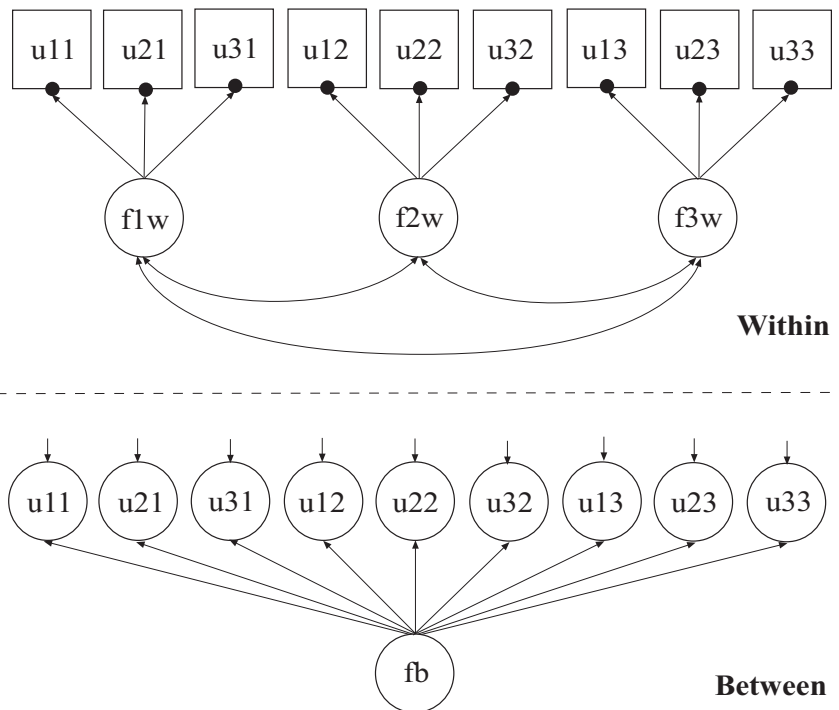 u11 u21 u31 u12 u22 u32 u13 u23 u33
f1w f2w f3w
Within
u11 u21 u31 u12 u22 u32 u13 u23 u33
fb
Between